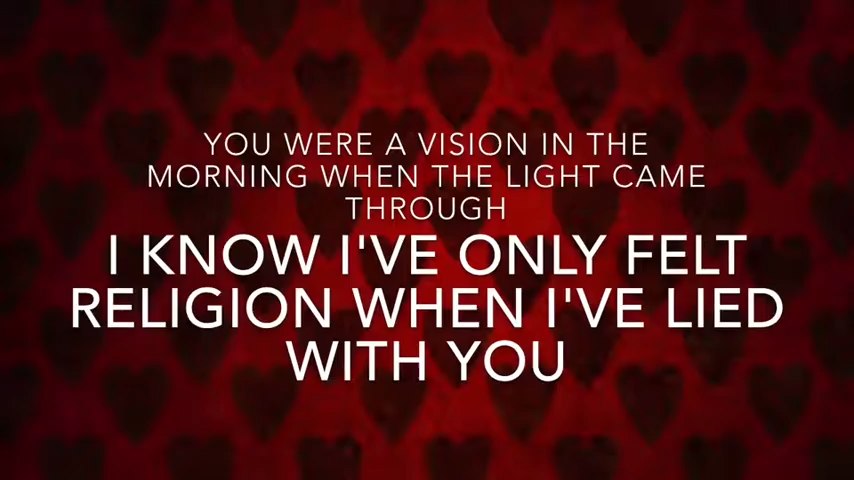 YOU WERE A VISION IN THE
MORNING WHEN THE LIGHT CAME
THROUGH
I KNOW I'VE ONLY FELT
RELIGION WHEN I'VE LIED
WITH YOU